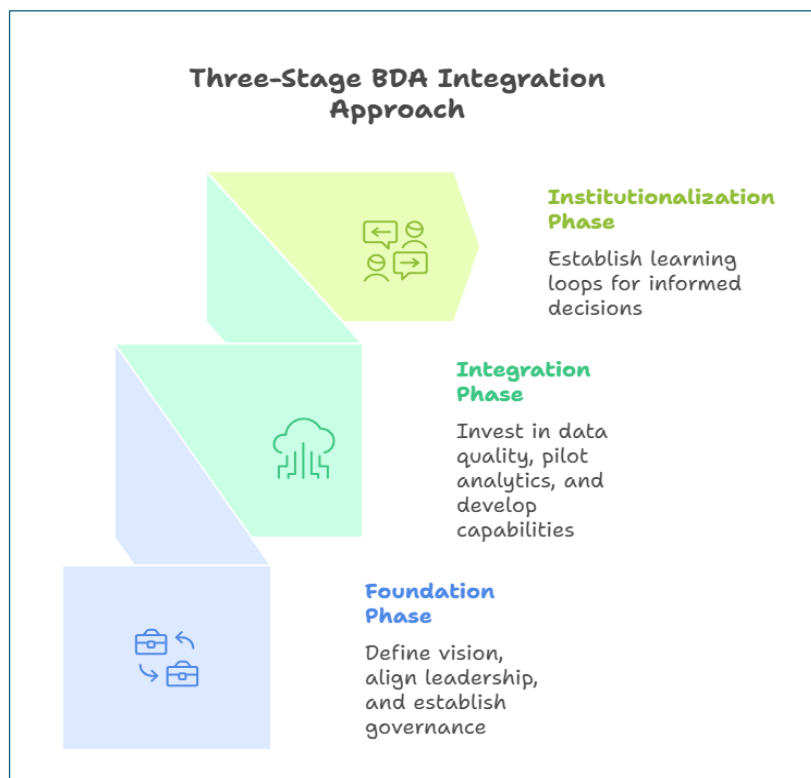 Three-Stage BDA Integration
Approach
Institutionalization
Phase
Establish learning
loops for informed
decisions
Integration
Phase
Invest in data
quality, pilot
analytics, and
develop
capabilities
Foundation
Phase
Define vision,
align leadership,
and establish
governance